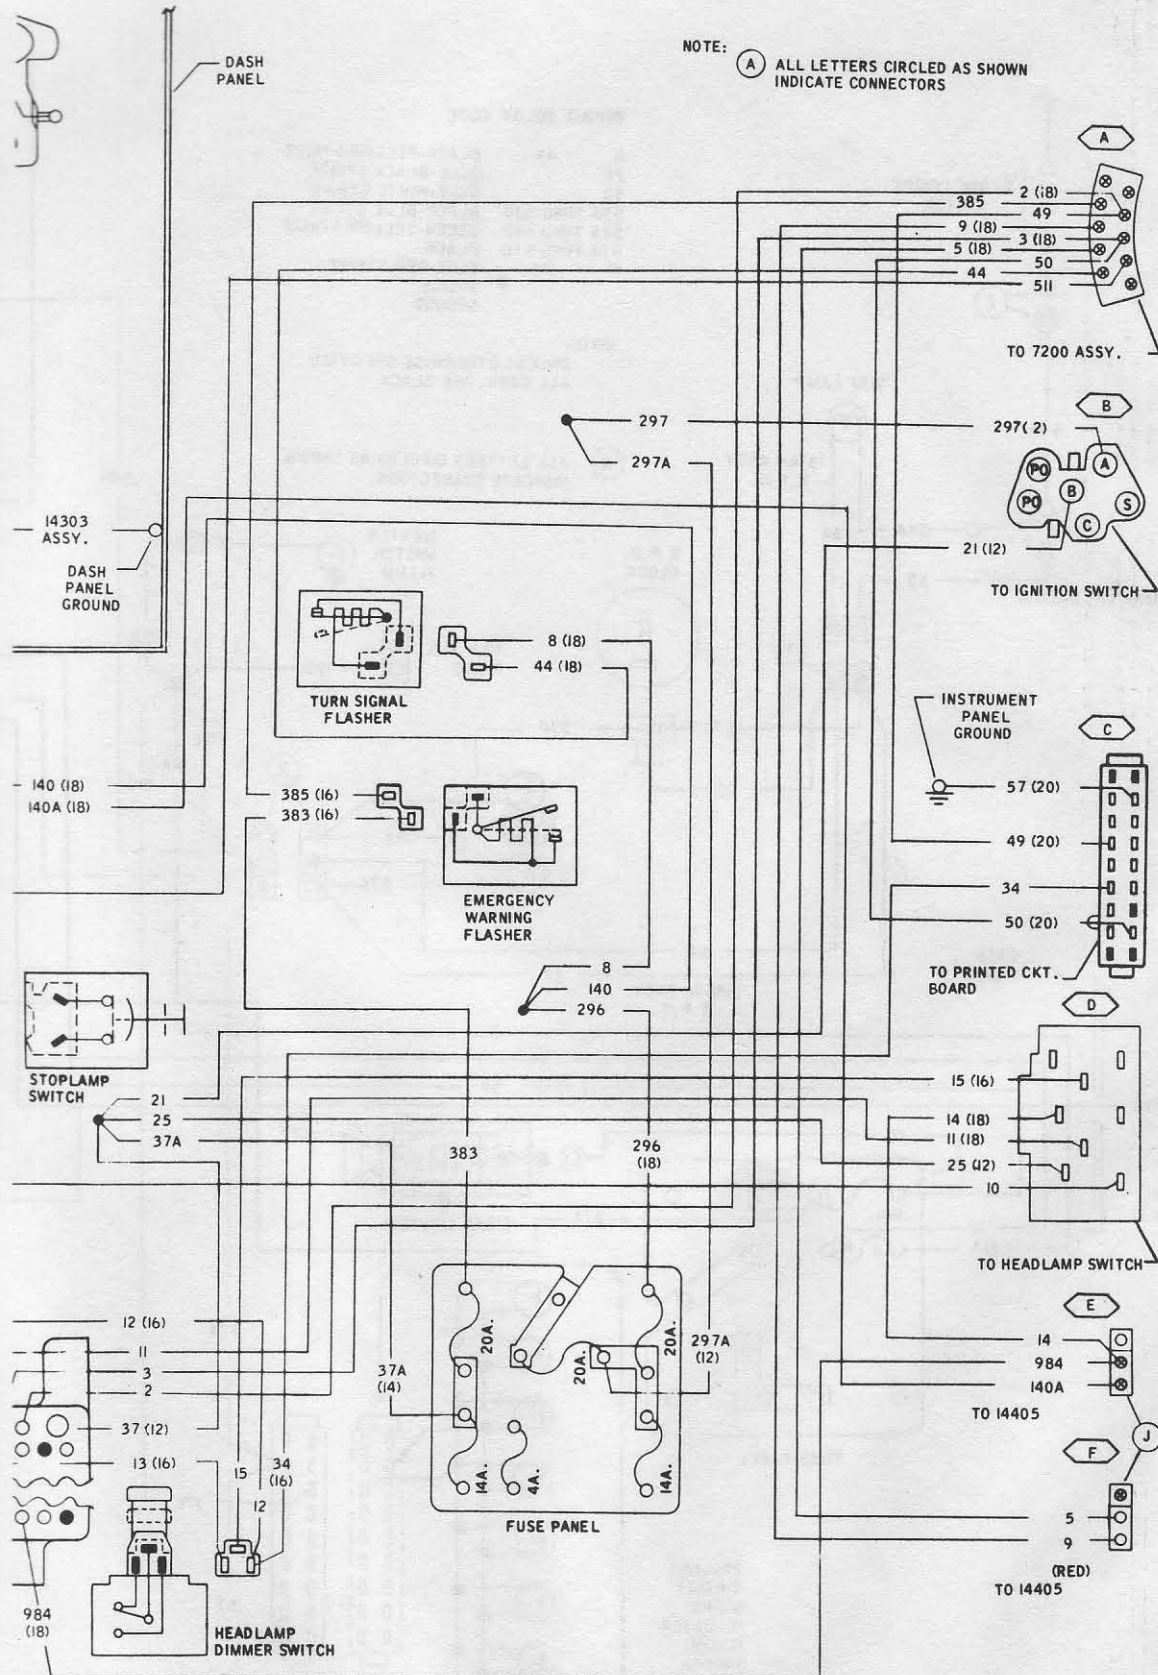 NOTE:
A ALL LETTERS CIRCLED AS SHOWN
INDICATE CONNECTORS
DASH
PANEL
A
2 (18)
385
49
9 (18)
3 (18)
5 (18)
50
44
511
TO 7200 ASSY.
B
297
297(2)
297A
A
PO
B
PO
S
C
21 (12)
TO IGNITION SWITCH
14303
ASSY.
DASH
PANEL
GROUND
8 (18)
44 (18)
TURN SIGNAL
FLASHER
INSTRUMENT
PANEL
GROUND
C
57 (20)
49 (20)
34
50 (20)
TO PRINTED CKT.
BOARD
140 (18)
140A (18)
385 (16)
383 (16)
EMERGENCY
WARNING
FLASHER
8
140
296
D
STOPLAMP
SWITCH
21
25
37A
15 (16)
14 (18)
11 (18)
25 (12)
10
383
296
(18)
TO HEADLAMP SWITCH
E
12 (16)
11
3
2
37 (12)
13 (16)
37A
(14)
20A.
20A.
20A.
297A
(12)
14A.
4A.
14A.
FUSE PANEL
14
984
140A
TO 14405
J
F
5
9
(RED)
TO 14405
15
34
(16)
12
984
(18)
HEADLAMP
DIMMER SWITCH